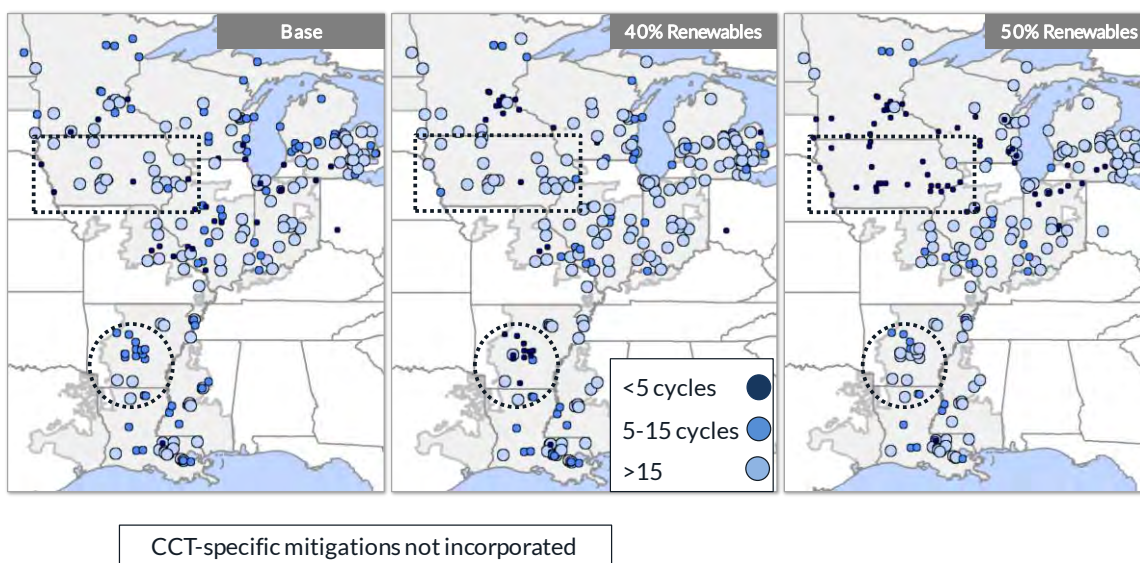 Base
40% Renewables
50% Renewables
<5 cycles
5-15 cycles
>15
CCT-specific mitigations not incorporated